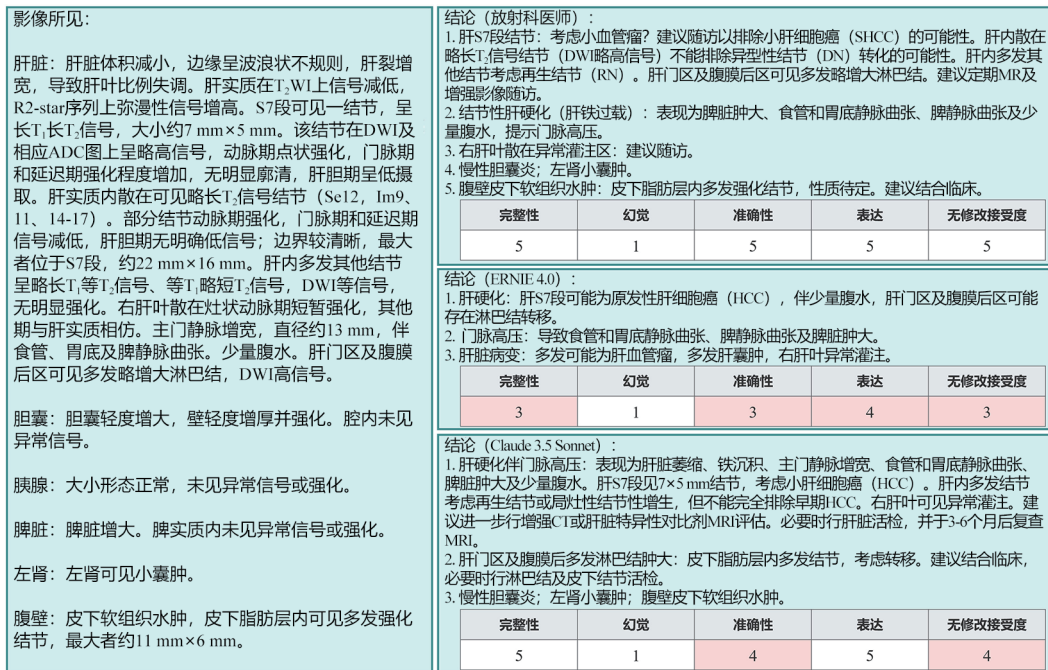 影像所见：
肝脏：肝脏体积减小，边缘呈波浪状不规则，肝裂增
宽，导致肝叶比例失调。肝实质在T₂WI上信号减低，
R2-star序列上弥漫性信号增高。S7段可见一结节，呈
长T₁长T₂信号，大小约7 mm×5 mm。该结节在DWI及
相应ADC图上呈略高信号，动脉期点状强化，门脉期
和延迟期强化程度增加，无明显廓清，肝胆期呈低摄
取。肝实质内散在可见略长T₂信号结节（Se12，Im9、
11、14-17）。部分结节动脉期强化，门脉期和延迟期
信号减低，肝胆期无明确低信号；边界较清晰，最大
者位于S7段，约22 mm×16 mm。肝内多发其他结节
呈略长T₁等T₂信号、等T₁略短T₂信号，DWI等信号，
无明显强化。右肝叶散在灶状动脉期短暂强化，其他
期与肝实质相仿。主门静脉增宽，直径约13 mm，伴
食管、胃底及脾静脉曲张。少量腹水。肝门区及腹膜
后区可见多发略增大淋巴结，DWI高信号。
胆囊：胆囊轻度增大，壁轻度增厚并强化。腔内未见
异常信号。
胰腺：大小形态正常，未见异常信号或强化。
脾脏：脾脏增大。脾实质内未见异常信号或强化。
左肾：左肾可见小囊肿。
腹壁：皮下软组织水肿，皮下脂肪层内可见多发强化
结节，最大者约11 mm×6 mm。
结论（放射科医师）：
1. 肝S7段结节：考虑小血管瘤？建议随访以排除小肝细胞癌（SHCC）的可能性。肝内散在
略长T₂信号结节（DWI略高信号）不能排除异型性结节（DN）转化的可能性。肝内多发其
他结节考虑再生结节（RN）。肝门区及腹膜后区可见多发略增大淋巴结。建议定期MR及
增强影像随访。
2. 结节性肝硬化（肝铁过载）：表现为脾脏肿大、食管和胃底静脉曲张、脾静脉曲张及少
量腹水，提示门脉高压。
3. 右肝叶散在异常灌注区：建议随访。
4. 慢性胆囊炎；左肾小囊肿。
5. 腹壁皮下软组织水肿：皮下脂肪层内多发强化结节，性质待定。建议结合临床。
完整性 幻觉 准确性 表达 无修改接受度
5 1 5 5 5
结论（ERNIE 4.0）：
1. 肝硬化：肝S7段可能为原发性肝细胞癌（HCC），伴少量腹水，肝门区及腹膜后区可能
存在淋巴结转移。
2. 门脉高压：导致食管和胃底静脉曲张、脾静脉曲张及脾脏肿大。
3. 肝脏病变：多发可能为肝血管瘤，多发肝囊肿，右肝叶异常灌注。
完整性 幻觉 准确性 表达 无修改接受度
3 1 3 4 3
结论（Claude 3.5 Sonnet）：
1. 肝硬化伴门脉高压：表现为肝脏萎缩、铁沉积、主门静脉增宽、食管和胃底静脉曲张、
脾脏肿大及少量腹水。肝S7段见7×5 mm结节，考虑小肝细胞癌（HCC）。肝内多发结节
考虑再生结节或局灶性结节性增生，但不能完全排除早期HCC。右肝叶可见异常灌注。建
议进一步行增强CT或肝脏特异性对比剂MRI评估。必要时行肝脏活检，并于3-6个月后复查
MRI。
2. 肝门区及腹膜后多发淋巴结肿大：皮下脂肪层内多发结节，考虑转移。建议结合临床，
必要时行淋巴结及皮下结节活检。
3. 慢性胆囊炎；左肾小囊肿；腹壁皮下软组织水肿。
完整性 幻觉 准确性 表达 无修改接受度
5 1 4 5 4